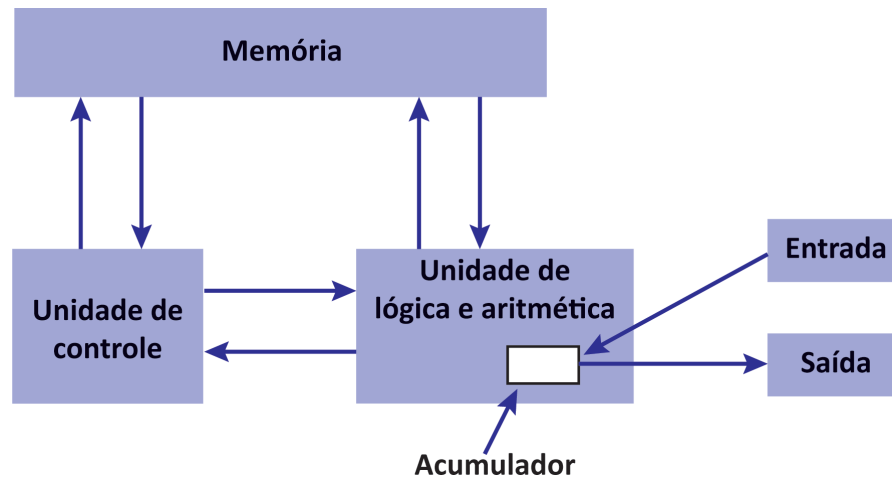 Memória
Unidade de
controle
Unidade de
lógica e aritmética
Entrada
Saída
Acumulador